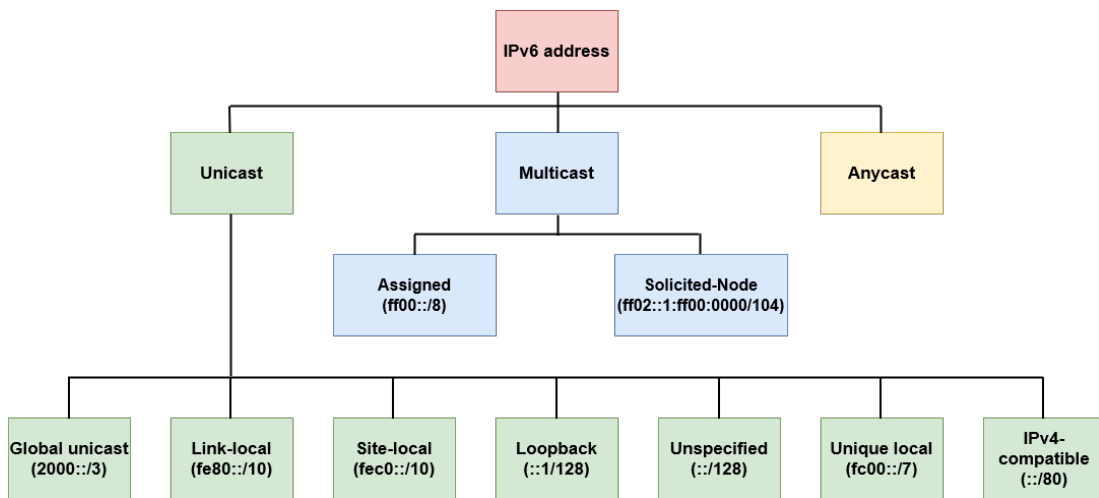 IPv6 address
Unicast
Multicast
Anycast
Assigned
(ff00::/8)
Solicited-Node
(ff02::1:ff00:0000/104)
Global unicast
(2000::/3)
Link-local
(fe80::/10)
Site-local
(fec0::/10)
Loopback
(::1/128)
Unspecified
(::/128)
Unique local
(fc00::/7)
IPv4-
compatible
(::/80)